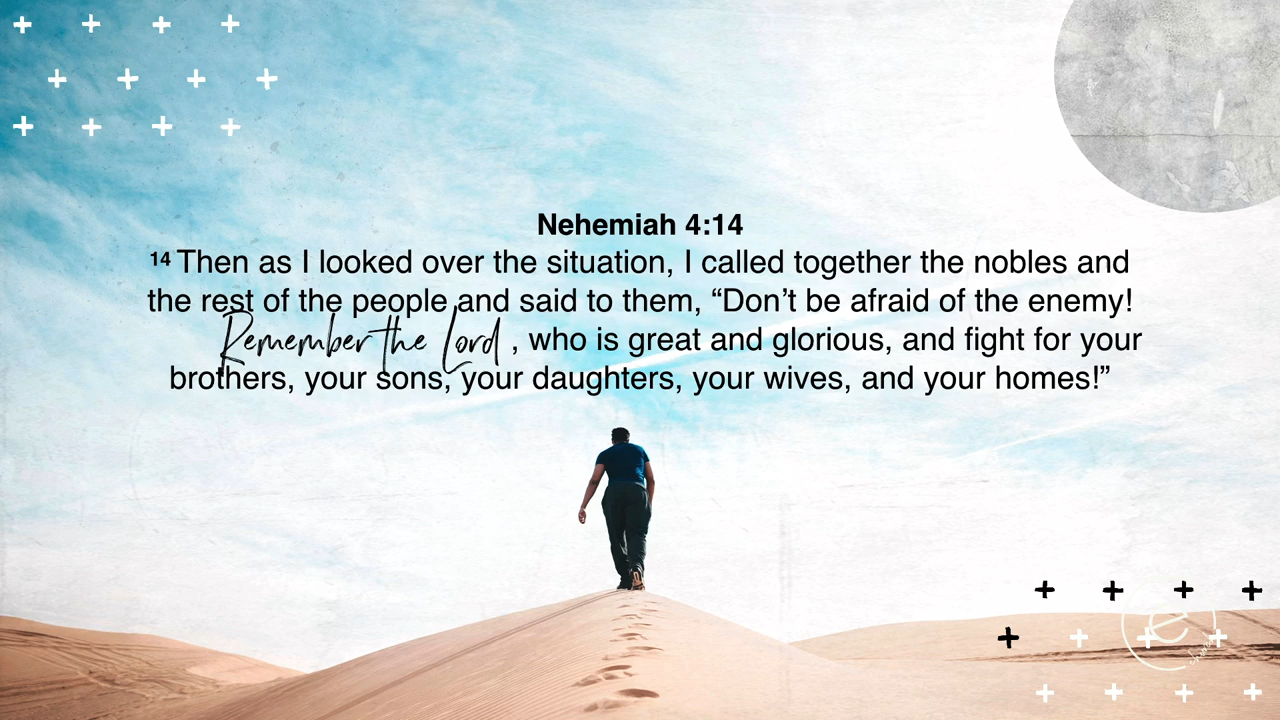 Nehemiah 4:14
14 Then as I looked over the situation, I called together the nobles and
the rest of the people and said to them, “Don’t be afraid of the enemy!
Remember the Lord , who is great and glorious, and fight for your
brothers, your sons, your daughters, your wives, and your homes!”
e